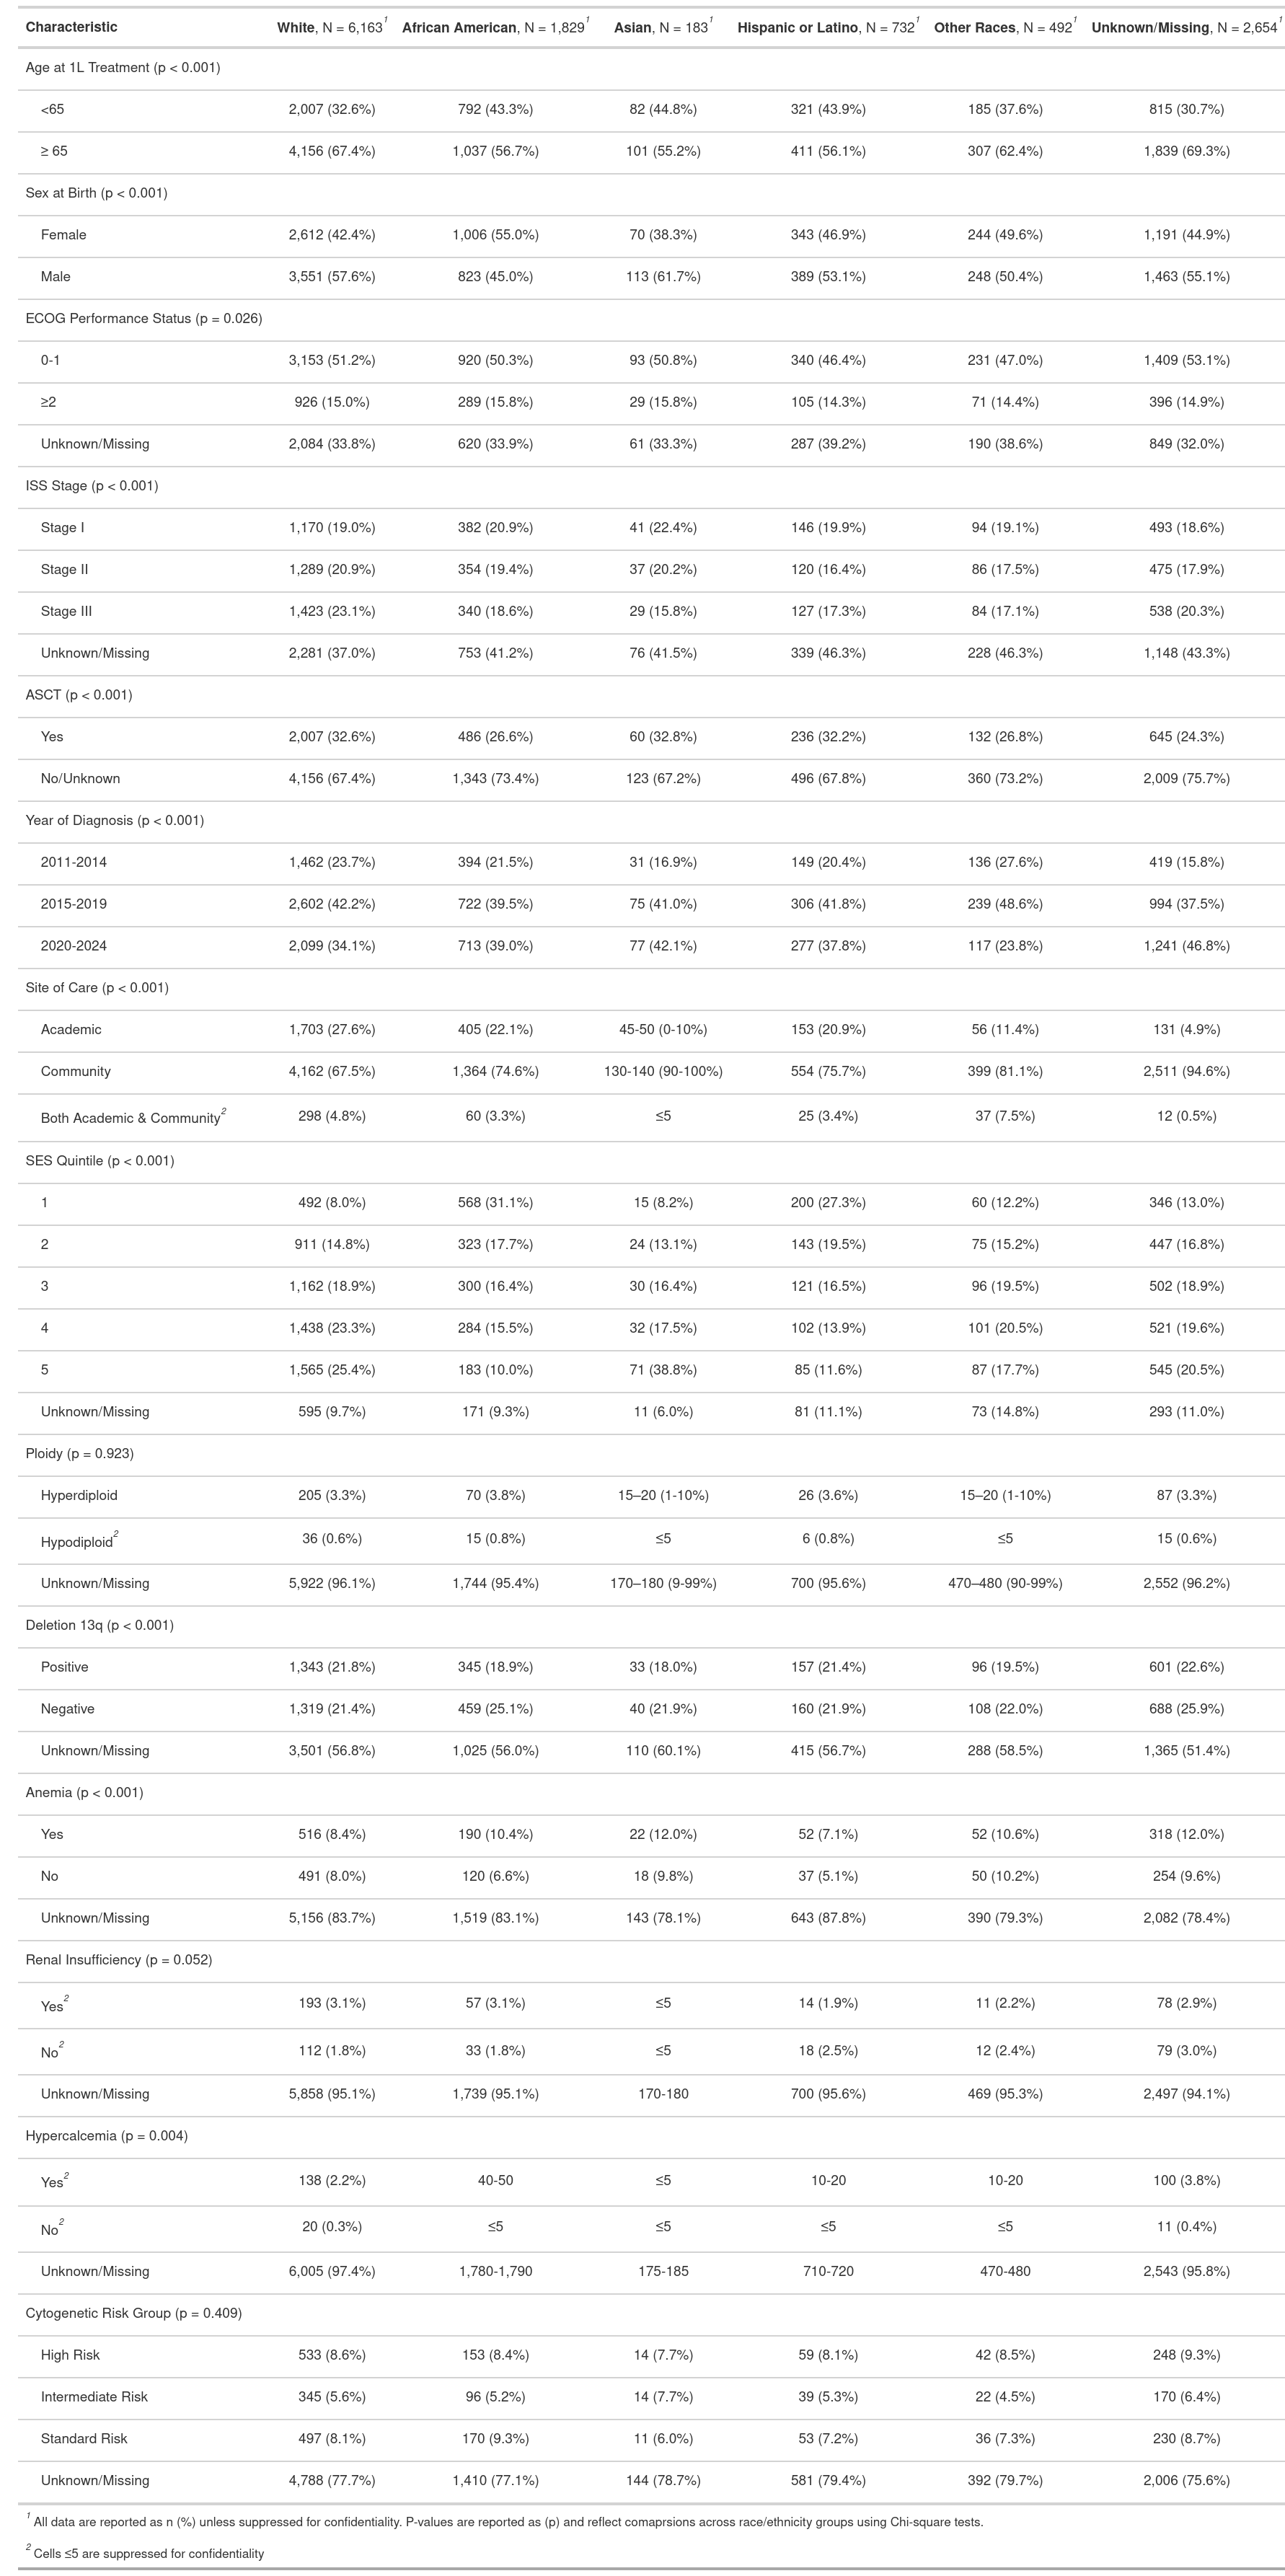 Characteristic White, N = 6,163¹ African American, N = 1,829¹ Asian, N = 183¹ Hispanic or Latino, N = 732¹ Other Races, N = 492¹ Unknown/Missing, N = 2,654¹
Age at 1L Treatment (p < 0.001)
<65 2,007 (32.6%) 792 (43.3%) 82 (44.8%) 321 (43.9%) 185 (37.6%) 815 (30.7%)
≥ 65 4,156 (67.4%) 1,037 (56.7%) 101 (55.2%) 411 (56.1%) 307 (62.4%) 1,839 (69.3%)
Sex at Birth (p < 0.001)
Female 2,612 (42.4%) 1,006 (55.0%) 70 (38.3%) 343 (46.9%) 244 (49.6%) 1,191 (44.9%)
Male 3,551 (57.6%) 823 (45.0%) 113 (61.7%) 389 (53.1%) 248 (50.4%) 1,463 (55.1%)
ECOG Performance Status (p = 0.026)
0-1 3,153 (51.2%) 920 (50.3%) 93 (50.8%) 340 (46.4%) 231 (47.0%) 1,409 (53.1%)
≥2 926 (15.0%) 289 (15.8%) 29 (15.8%) 105 (14.3%) 71 (14.4%) 396 (14.9%)
Unknown/Missing 2,084 (33.8%) 620 (33.9%) 61 (33.3%) 287 (39.2%) 190 (38.6%) 849 (32.0%)
ISS Stage (p < 0.001)
Stage I 1,170 (19.0%) 382 (20.9%) 41 (22.4%) 146 (19.9%) 94 (19.1%) 493 (18.6%)
Stage II 1,289 (20.9%) 354 (19.4%) 37 (20.2%) 120 (16.4%) 86 (17.5%) 475 (17.9%)
Stage III 1,423 (23.1%) 340 (18.6%) 29 (15.8%) 127 (17.3%) 84 (17.1%) 538 (20.3%)
Unknown/Missing 2,281 (37.0%) 753 (41.2%) 76 (41.5%) 339 (46.3%) 228 (46.3%) 1,148 (43.3%)
ASCT (p < 0.001)
Yes 2,007 (32.6%) 486 (26.6%) 60 (32.8%) 236 (32.2%) 132 (26.8%) 645 (24.3%)
No/Unknown 4,156 (67.4%) 1,343 (73.4%) 123 (67.2%) 496 (67.8%) 360 (73.2%) 2,009 (75.7%)
Year of Diagnosis (p < 0.001)
2011-2014 1,462 (23.7%) 394 (21.5%) 31 (16.9%) 149 (20.4%) 136 (27.6%) 419 (15.8%)
2015-2019 2,602 (42.2%) 722 (39.5%) 75 (41.0%) 306 (41.8%) 239 (48.6%) 994 (37.5%)
2020-2024 2,099 (34.1%) 713 (39.0%) 77 (42.1%) 277 (37.8%) 117 (23.8%) 1,241 (46.8%)
Site of Care (p < 0.001)
Academic 1,703 (27.6%) 405 (22.1%) 45-50 (0-10%) 153 (20.9%) 56 (11.4%) 131 (4.9%)
Community 4,162 (67.5%) 1,364 (74.6%) 130-140 (90-100%) 554 (75.7%) 399 (81.1%) 2,511 (94.6%)
Both Academic & Community² 298 (4.8%) 60 (3.3%) ≤5 25 (3.4%) 37 (7.5%) 12 (0.5%)
SES Quintile (p < 0.001)
1 492 (8.0%) 568 (31.1%) 15 (8.2%) 200 (27.3%) 60 (12.2%) 346 (13.0%)
2 911 (14.8%) 323 (17.7%) 24 (13.1%) 143 (19.5%) 75 (15.2%) 447 (16.8%)
3 1,162 (18.9%) 300 (16.4%) 30 (16.4%) 121 (16.5%) 96 (19.5%) 502 (18.9%)
4 1,438 (23.3%) 284 (15.5%) 32 (17.5%) 102 (13.9%) 101 (20.5%) 521 (19.6%)
5 1,565 (25.4%) 183 (10.0%) 71 (38.8%) 85 (11.6%) 87 (17.7%) 545 (20.5%)
Unknown/Missing 595 (9.7%) 171 (9.3%) 11 (6.0%) 81 (11.1%) 73 (14.8%) 293 (11.0%)
Ploidy (p = 0.923)
Hyperdiploid 205 (3.3%) 70 (3.8%) 15–20 (1-10%) 26 (3.6%) 15–20 (1-10%) 87 (3.3%)
Hypodiploid² 36 (0.6%) 15 (0.8%) ≤5 6 (0.8%) ≤5 15 (0.6%)
Unknown/Missing 5,922 (96.1%) 1,744 (95.4%) 170–180 (9-99%) 700 (95.6%) 470–480 (90-99%) 2,552 (96.2%)
Deletion 13q (p < 0.001)
Positive 1,343 (21.8%) 345 (18.9%) 33 (18.0%) 157 (21.4%) 96 (19.5%) 601 (22.6%)
Negative 1,319 (21.4%) 459 (25.1%) 40 (21.9%) 160 (21.9%) 108 (22.0%) 688 (25.9%)
Unknown/Missing 3,501 (56.8%) 1,025 (56.0%) 110 (60.1%) 415 (56.7%) 288 (58.5%) 1,365 (51.4%)
Anemia (p < 0.001)
Yes 516 (8.4%) 190 (10.4%) 22 (12.0%) 52 (7.1%) 52 (10.6%) 318 (12.0%)
No 491 (8.0%) 120 (6.6%) 18 (9.8%) 37 (5.1%) 50 (10.2%) 254 (9.6%)
Unknown/Missing 5,156 (83.7%) 1,519 (83.1%) 143 (78.1%) 643 (87.8%) 390 (79.3%) 2,082 (78.4%)
Renal Insufficiency (p = 0.052)
Yes² 193 (3.1%) 57 (3.1%) ≤5 14 (1.9%) 11 (2.2%) 78 (2.9%)
No² 112 (1.8%) 33 (1.8%) ≤5 18 (2.5%) 12 (2.4%) 79 (3.0%)
Unknown/Missing 5,858 (95.1%) 1,739 (95.1%) 170-180 700 (95.6%) 469 (95.3%) 2,497 (94.1%)
Hypercalcemia (p = 0.004)
Yes² 138 (2.2%) 40-50 ≤5 10-20 10-20 100 (3.8%)
No² 20 (0.3%) ≤5 ≤5 ≤5 ≤5 11 (0.4%)
Unknown/Missing 6,005 (97.4%) 1,780-1,790 175-185 710-720 470-480 2,543 (95.8%)
Cytogenetic Risk Group (p = 0.409)
High Risk 533 (8.6%) 153 (8.4%) 14 (7.7%) 59 (8.1%) 42 (8.5%) 248 (9.3%)
Intermediate Risk 345 (5.6%) 96 (5.2%) 14 (7.7%) 39 (5.3%) 22 (4.5%) 170 (6.4%)
Standard Risk 497 (8.1%) 170 (9.3%) 11 (6.0%) 53 (7.2%) 36 (7.3%) 230 (8.7%)
Unknown/Missing 4,788 (77.7%) 1,410 (77.1%) 144 (78.7%) 581 (79.4%) 392 (79.7%) 2,006 (75.6%)
¹ All data are reported as n (%) unless suppressed for confidentiality. P-values are reported as (p) and reflect comaprsions across race/ethnicity groups using Chi-square tests.
² Cells ≤5 are suppressed for confidentiality